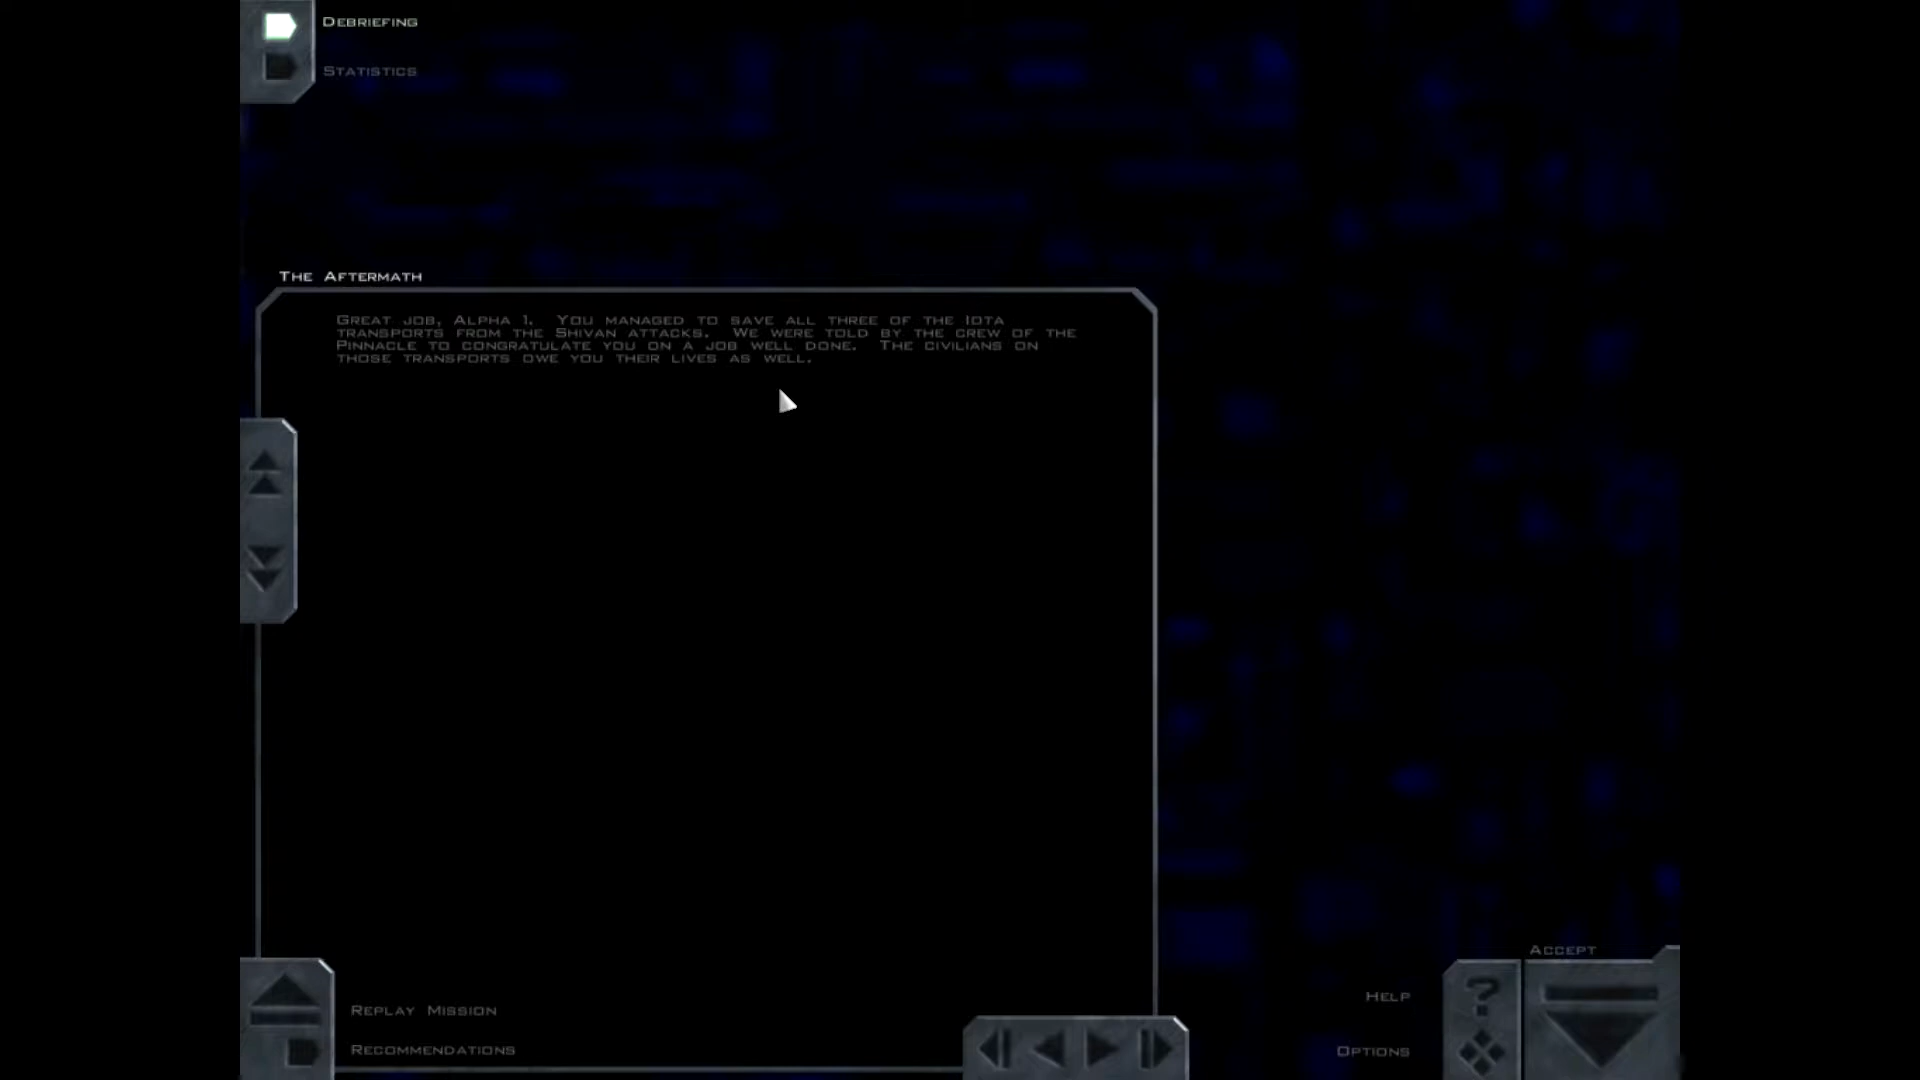 Debriefing
Statistics
The Aftermath
Great job, Alpha 1. You managed to save all three of the Iota
transports from the Shivan attacks. We were told by the crew of the
Pinnacle to congratulate you on a job well done. The civilians on
those transports owe you their lives as well.
Accept
Help
Replay Mission
Recommendations
Options